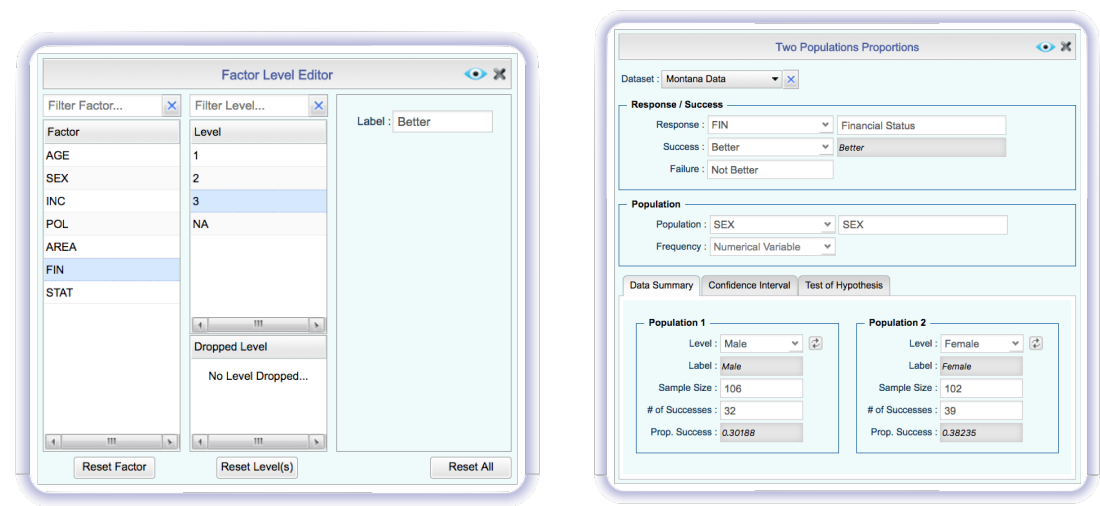 Factor Level Editor
Filter Factor...
Filter Level...
Label : Better
Factor
Level
AGE
1
SEX
2
INC
3
POL
NA
AREA
FIN
STAT
Dropped Level
No Level Dropped...
Reset Factor
Reset Level(s)
Reset All
Two Populations Proportions
Dataset : Montana Data
Response / Success
Response : FIN Financial Status
Success : Better Better
Failure : Not Better
Population
Population : SEX SEX
Frequency : Numerical Variable
Data Summary Confidence Interval Test of Hypothesis
Population 1
Level : Male
Label : Male
Sample Size : 106
# of Successes : 32
Prop. Success : 0.30188
Population 2
Level : Female
Label : Female
Sample Size : 102
# of Successes : 39
Prop. Success : 0.38235